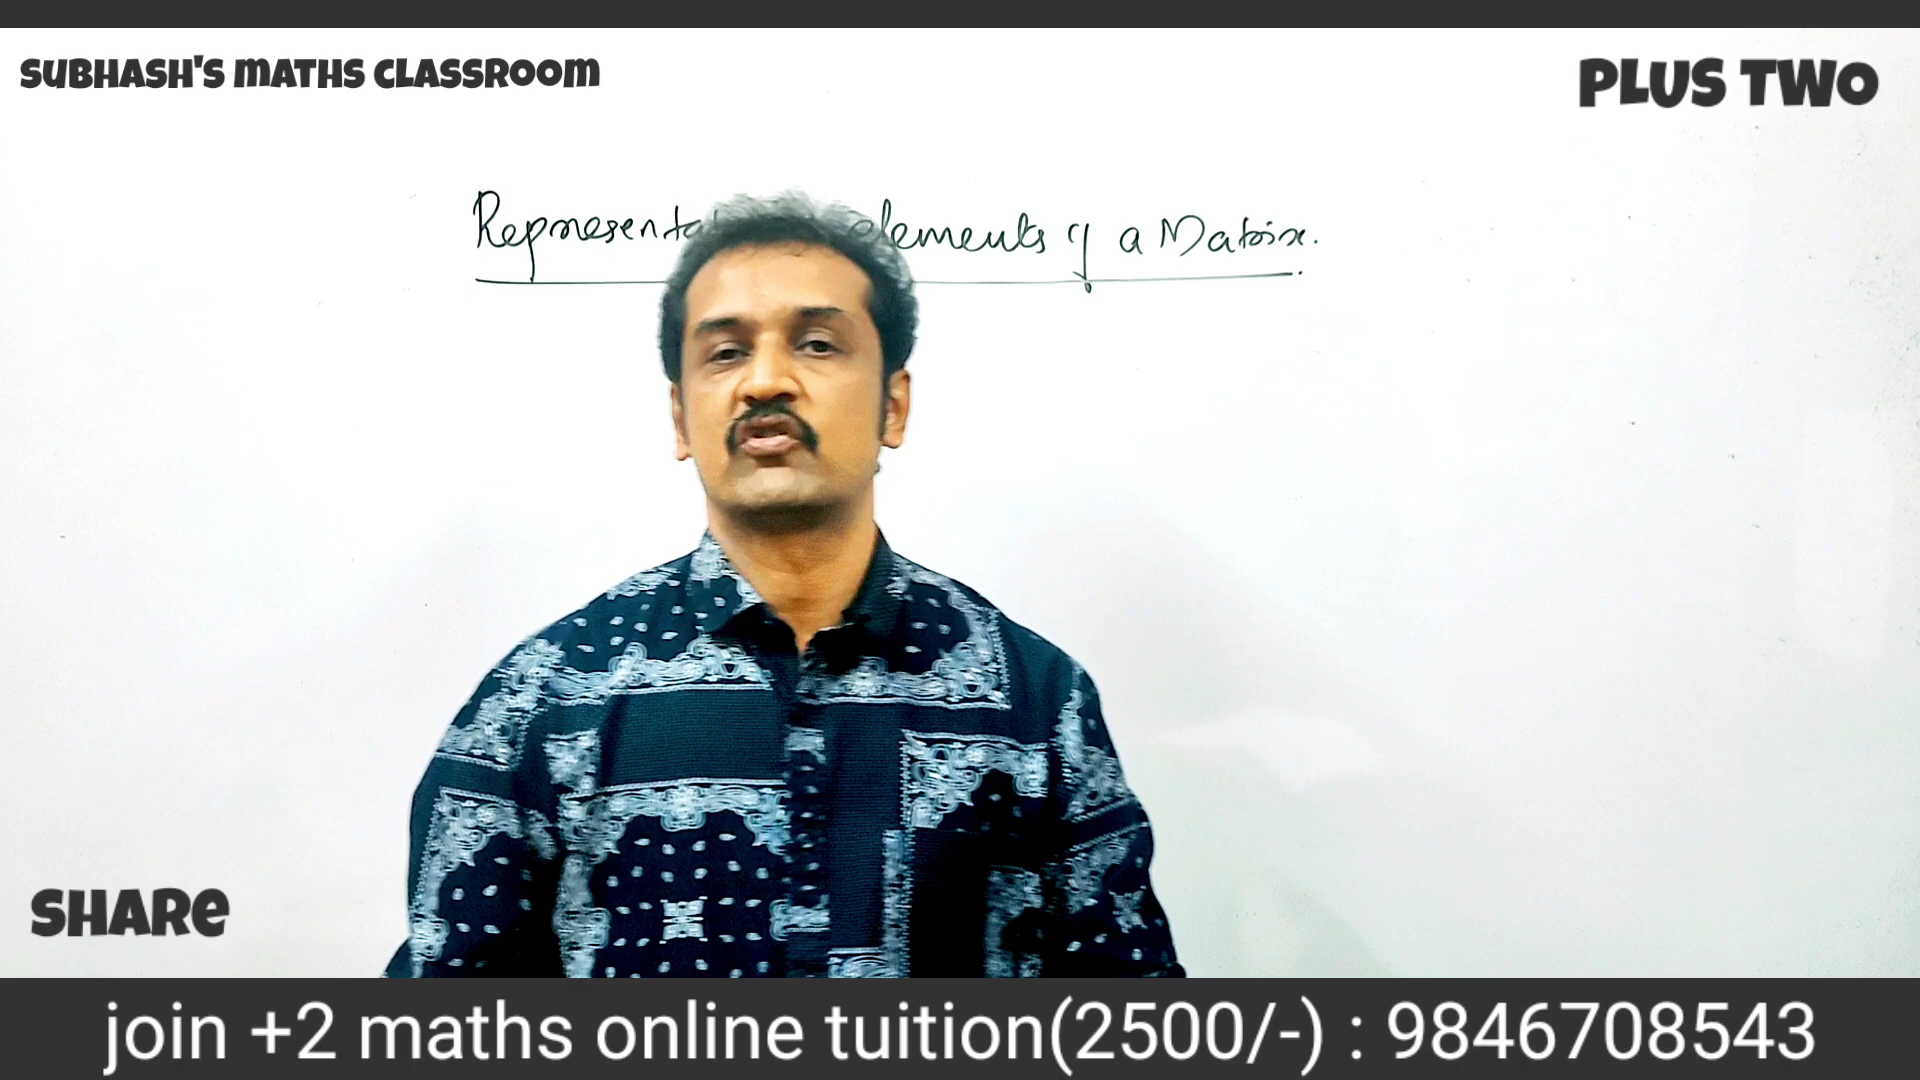 SUBHASH'S MATHS CLASSROOM
PLUS TWO
elements of a Matrix.
SHARE
join +2 maths online tuition(2500/-) : 9846708543